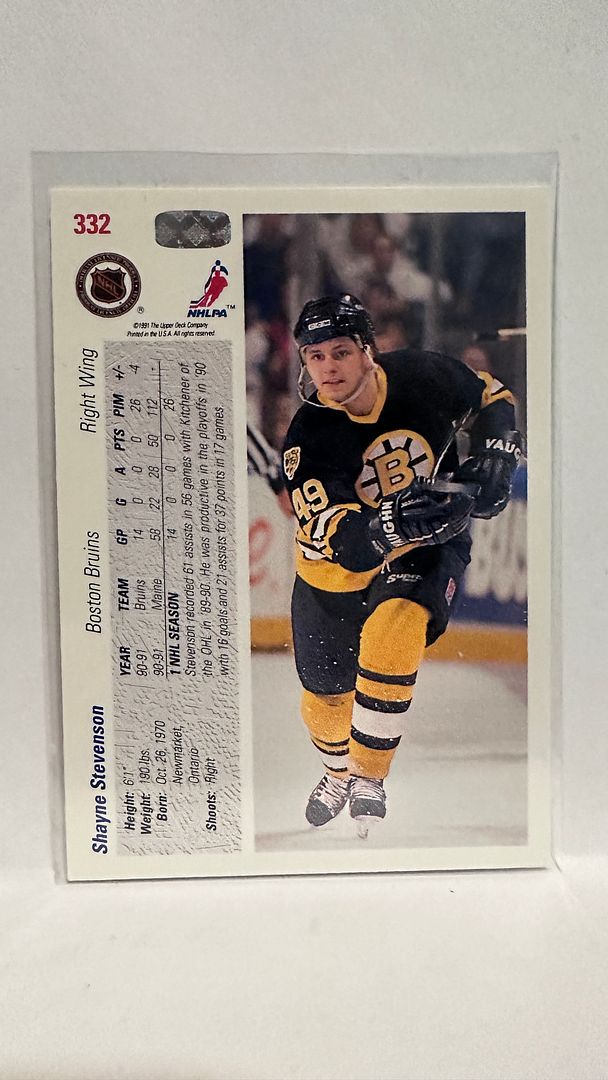 332
NHL
®
NHLPA
™
©1991 The Upper Deck Company
Printed in the U.S.A. All rights reserved
Shayne Stevenson Boston Bruins Right Wing
Height: 6'1"
Weight: 190 lbs.
Born: Oct. 26, 1970
Newmarket,
Ontario
Shoots: Right
YEAR TEAM GP G A PTS PIM +/-
90-91 Bruins 14 0 0 0 26 -4
90-91 Maine 58 22 28 50 112 -
1 NHL SEASON 14 0 0 0 26
Stevenson recorded 61 assists in 56 games with Kitchener of
the OHL in '89-90. He was productive in the playoffs in '90
with 16 goals and 21 assists for 37 points in 17 games.
CCM
B
49
VAUG
VAUGHN
Super